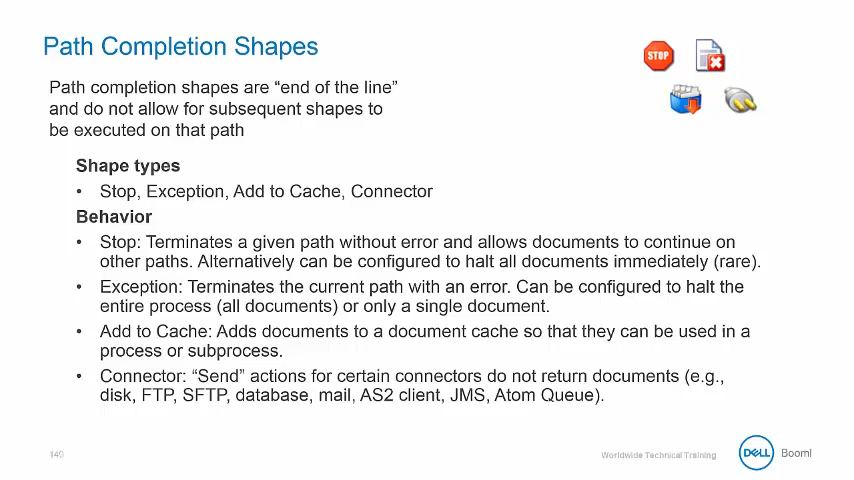 Path Completion Shapes
STOP
Path completion shapes are “end of the line”
and do not allow for subsequent shapes to
be executed on that path
Shape types
• Stop, Exception, Add to Cache, Connector
Behavior
• Stop: Terminates a given path without error and allows documents to continue on
other paths. Alternatively can be configured to halt all documents immediately (rare).
• Exception: Terminates the current path with an error. Can be configured to halt the
entire process (all documents) or only a single document.
• Add to Cache: Adds documents to a document cache so that they can be used in a
process or subprocess.
• Connector: “Send” actions for certain connectors do not return documents (e.g.,
disk, FTP, SFTP, database, mail, AS2 client, JMS, Atom Queue).
140
Worldwide Technical Training
DELL
Boomi